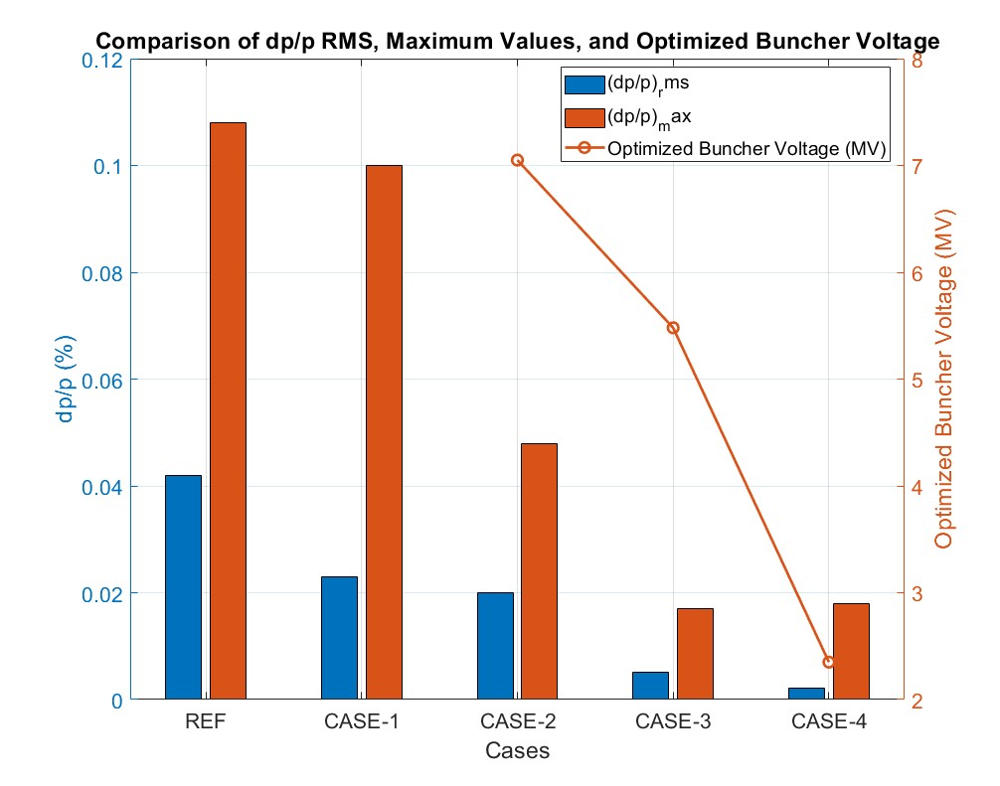 Comparison of dp/p RMS, Maximum Values, and Optimized Buncher Voltage
(dp/p)rms
(dp/p)max
Optimized Buncher Voltage (MV)
0.12
0.1
0.08
0.06
0.04
0.02
0
dp/p (%)
8
7
6
5
4
3
2
Optimized Buncher Voltage (MV)
REF CASE-1 CASE-2 CASE-3 CASE-4
Cases